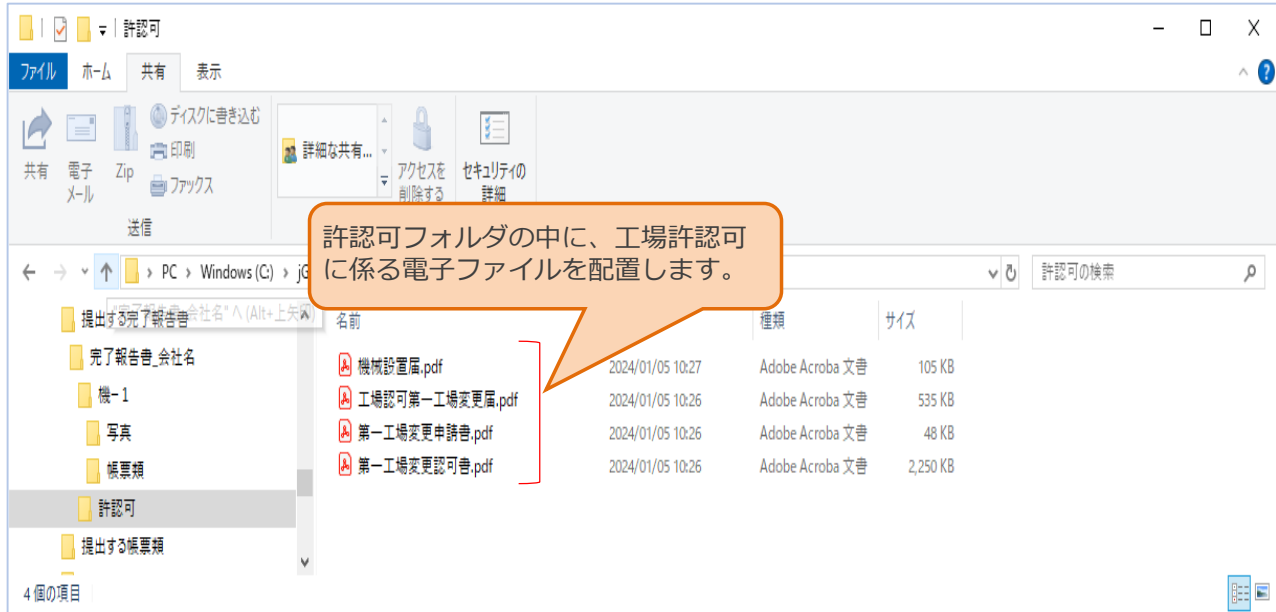 許認可
ファイル ホーム 共有 表示
ディスクに書き込む
印刷
ファックス
共有 電子メール Zip
送信
詳細な共有...
アクセスを
削除する
セキュリティの
詳細
許認可フォルダの中に、工場許認可
に係る電子ファイルを配置します。
PC › Windows (C:) › jG
許認可の検索
提出する完了報告書
完了報告書_会社名
機-1
写真
帳票類
許認可
提出する帳票類
名前 種類 サイズ
機械設置届.pdf 2024/01/05 10:27 Adobe Acroba 文書 105 KB
工場認可第一工場変更届.pdf 2024/01/05 10:26 Adobe Acroba 文書 535 KB
第一工場変更申請書.pdf 2024/01/05 10:26 Adobe Acroba 文書 48 KB
第一工場変更認可書.pdf 2024/01/05 10:26 Adobe Acroba 文書 2,250 KB
4 個の項目